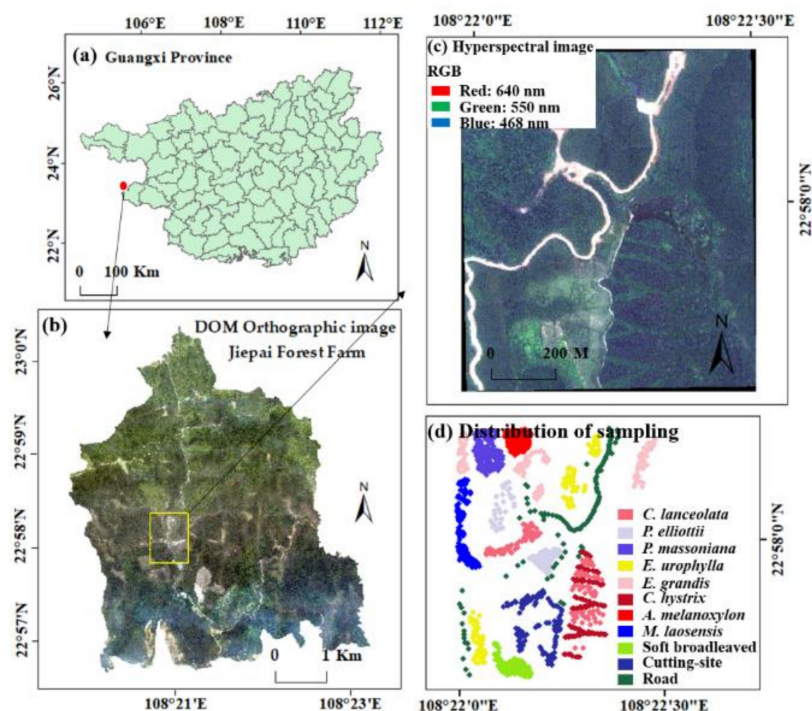 106°E 108°E 110°E 112°E
(a) Guangxi Province
26°N
24°N
22°N
0 100 Km
N
108°22'0"E 108°22'30"E
(c) Hyperspectral image
RGB
Red: 640 nm
Green: 550 nm
Blue: 468 nm
22°58'0"N
0 200 M
N
(b)
DOM Orthographic image
Jiepai Forest Farm
23°0'N
22°59'N
22°58'N
22°57'N
N
0 1 Km
108°21'E 108°23'E
(d) Distribution of sampling
C. lanceolata
P. elliottii
P. massoniana
E. urophylla
E. grandis
C. hystrix
A. melanoxylon
M. laosensis
Soft broadleaved
Cutting-site
Road
22°58'0"N
108°22'0"E 108°22'30"E